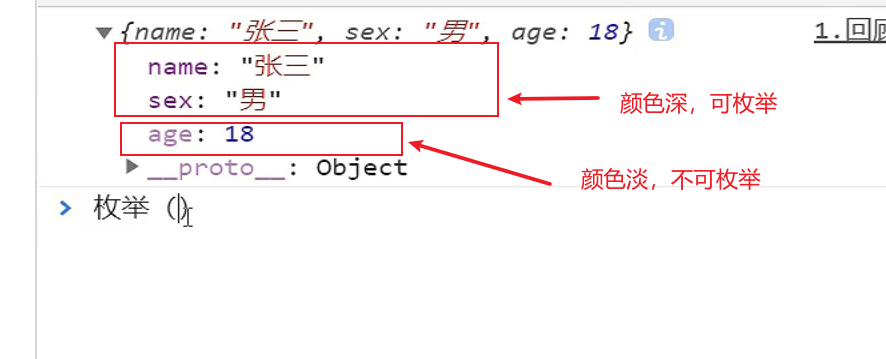 ▼{name: "张三", sex: "男", age: 18} i 1.回顾
name: "张三"
sex: "男"
颜色深，可枚举
age: 18
颜色淡，不可枚举
▶__proto__: Object
> 枚举 ()